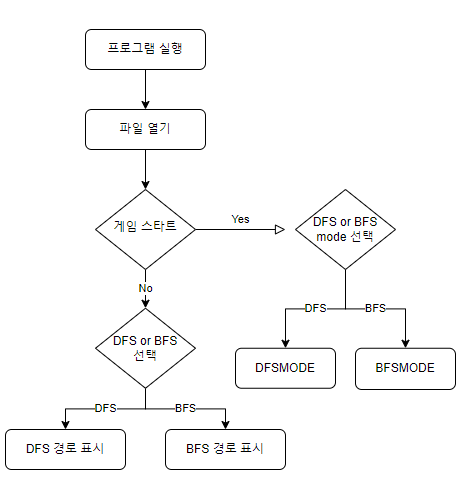 프로그램 실행
파일 열기
게임 스타트
Yes
DFS or BFS
mode 선택
No
DFS
BFS
DFS or BFS
선택
DFSMODE
BFSMODE
DFS
BFS
DFS 경로 표시
BFS 경로 표시